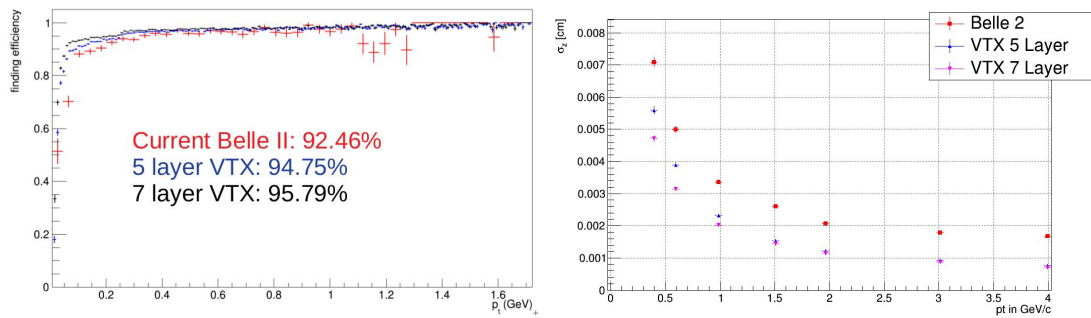 finding efficiency
1
0.8
0.6
0.4
0.2
0
Current Belle II: 92.46%
5 layer VTX: 94.75%
7 layer VTX: 95.79%
0.2 0.4 0.6 0.8 1 1.2 1.4 1.6
p_t (GeV)
σ_z [cm]
0.008
0.007
0.006
0.005
0.004
0.003
0.002
0.001
0
Belle 2
VTX 5 Layer
VTX 7 Layer
0 0.5 1 1.5 2 2.5 3 3.5 4
pt in GeV/c